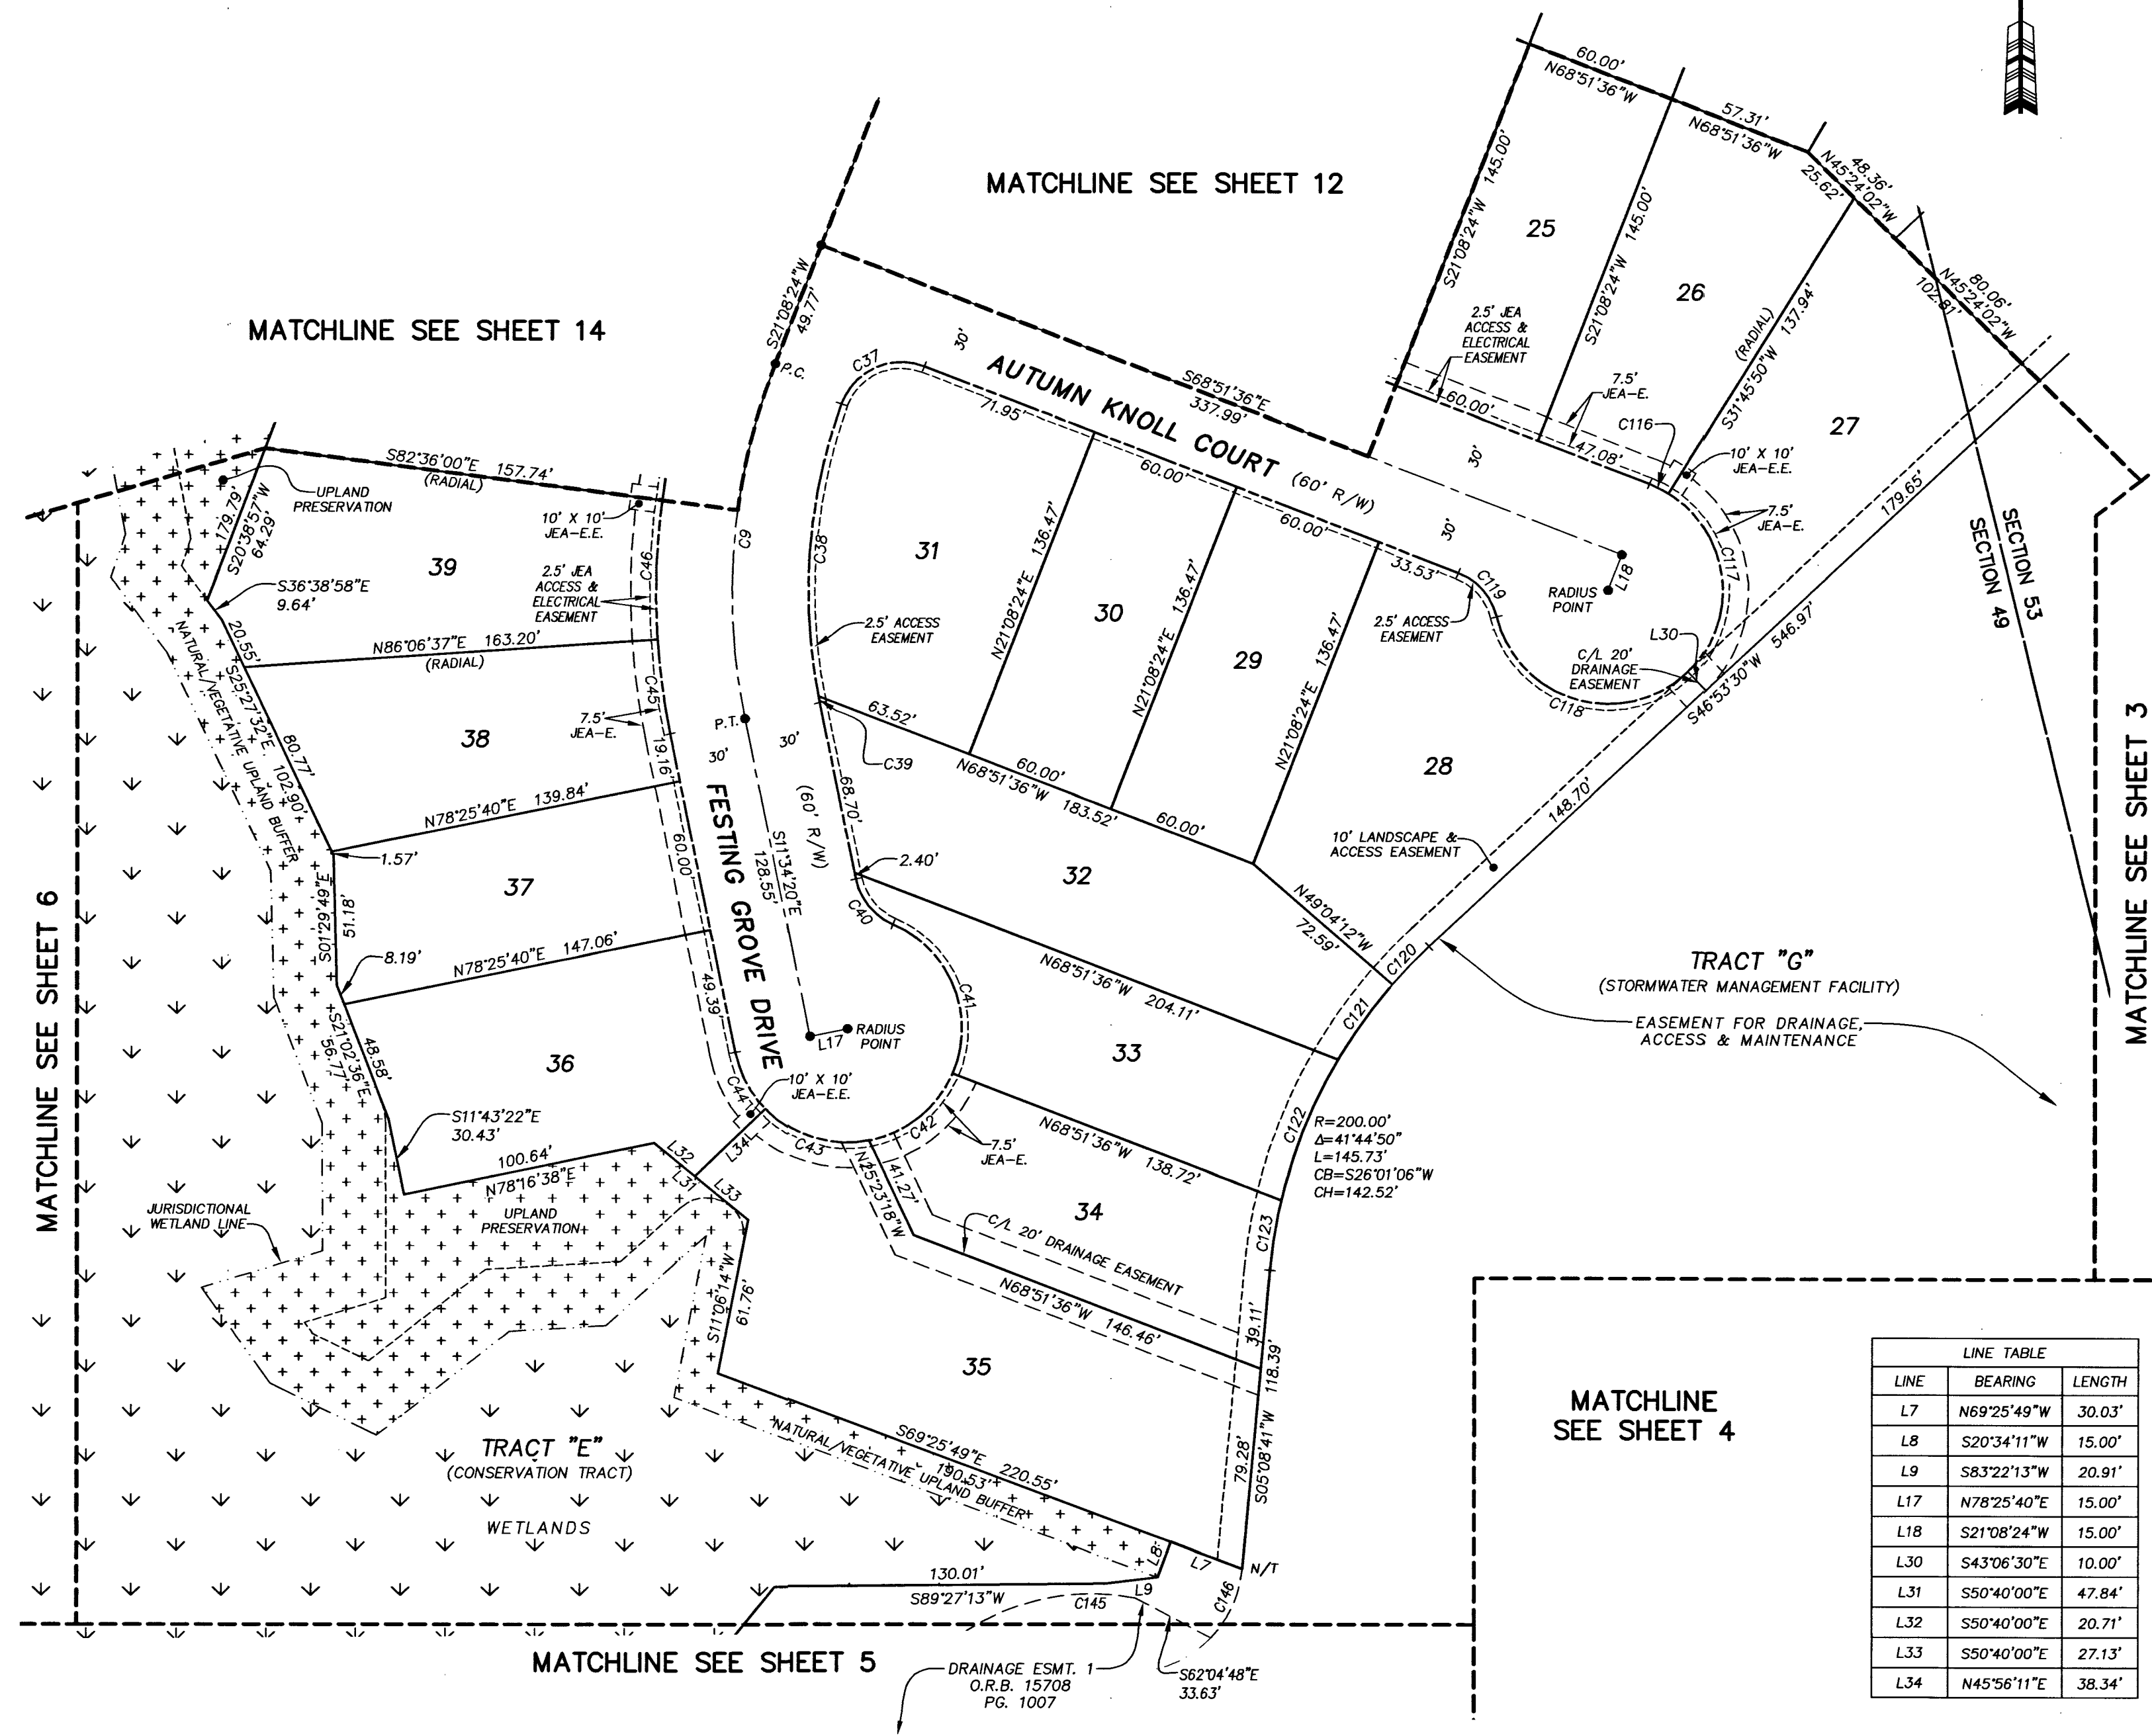 60.00'
N68°51'36"W
57.31'
N68°51'36"W
48.36'
N45°24'02"W
25.62'
80.06'
N45°24'02"W
102.81'
MATCHLINE SEE SHEET 12
S21°08'24"W 145.00'
25
S21°08'24"W 145.00'
26
(RADIAL)
S31°45'50"W 137.94'
27
S21°08'24"W
49.77'
P.C.
MATCHLINE SEE SHEET 14
2.5' JEA
ACCESS &
ELECTRICAL
EASEMENT
7.5'
JEA-E.
60.00'
47.08'
C116
10' X 10'
JEA-E.E.
7.5'
JEA-E.
C117
179.65'
SECTION 53
SECTION 49
C37
30'
S68°51'36"E
337.99'
AUTUMN KNOLL COURT (60' R/W)
71.95'
60.00'
60.00'
33.53'
30'
30'
C119
RADIUS
POINT
L18
2.5' ACCESS
EASEMENT
L30
C/L 20'
DRAINAGE
EASEMENT
C118
S46°53'30"W 546.97'
S82°36'00"E 157.74'
(RADIAL)
UPLAND
PRESERVATION
179.79'
S20°38'57"W
64.29'
10' X 10'
JEA-E.E.
39
2.5' JEA
ACCESS &
ELECTRICAL
EASEMENT
C46
C9
C38
31
N21°08'24"E 136.47'
30
N21°08'24"E 136.47'
29
N21°08'24"E 136.47'
28
S36°38'58"E
9.64'
20.55'
N86°06'37"E 163.20'
(RADIAL)
2.5' ACCESS
EASEMENT
NATURAL/VEGETATIVE UPLAND BUFFER
S25°27'32"E 102.90'
80.77'
38
C45
7.5'
JEA-E.
19.16'
P.T.
30'
30'
63.52'
C39
60.00'
N68°51'36"W 183.52'
60.00'
148.70'
10' LANDSCAPE &
ACCESS EASEMENT
N78°25'40"E 139.84'
1.57'
60.00'
FESTING GROVE DRIVE
(60' R/W)
68.70'
S11°34'20"E
128.55'
2.40'
32
37
S01°29'49"E
51.18'
N49°04'12"W
72.59'
C120
C40
N78°25'40"E 147.06'
8.19'
49.39'
N68°51'36"W 204.11'
C41
C121
TRACT "G"
(STORMWATER MANAGEMENT FACILITY)
EASEMENT FOR DRAINAGE,
ACCESS & MAINTENANCE
MATCHLINE SEE SHEET 3
MATCHLINE SEE SHEET 6
L17
RADIUS
POINT
33
36
48.58'
S21°02'36"E
56.77'
10' X 10'
JEA-E.E.
C44
C43
C42
7.5'
JEA-E.
N68°51'36"W 138.72'
C122
R=200.00'
Δ=41°44'50"
L=145.73'
CB=S26°01'06"W
CH=142.52'
S11°43'22"E
30.43'
100.64'
N78°16'38"E
L32
L34
L31
L33
N25°23'18"W
41.27'
34
C/L 20' DRAINAGE EASEMENT
C123
JURISDICTIONAL
WETLAND LINE
UPLAND
PRESERVATION
S11°06'14"W
61.76'
N68°51'36"W 146.46'
39.11'
118.39'
35
S05°08'41"W
79.28'
MATCHLINE
SEE SHEET 4
TRACT "E"
(CONSERVATION TRACT)
WETLANDS
S69°25'49"E 220.55'
190.53'
NATURAL/VEGETATIVE UPLAND BUFFER
L8
L7
N/T
L9
C146
130.01'
S89°27'13"W
C145
MATCHLINE SEE SHEET 5
DRAINAGE ESMT. 1
O.R.B. 15708
PG. 1007
S62°04'48"E
33.63'
LINE TABLE
LINE BEARING LENGTH
L7 N69°25'49"W 30.03'
L8 S20°34'11"W 15.00'
L9 S83°22'13"W 20.91'
L17 N78°25'40"E 15.00'
L18 S21°08'24"W 15.00'
L30 S43°06'30"E 10.00'
L31 S50°40'00"E 47.84'
L32 S50°40'00"E 20.71'
L33 S50°40'00"E 27.13'
L34 N45°56'11"E 38.34'